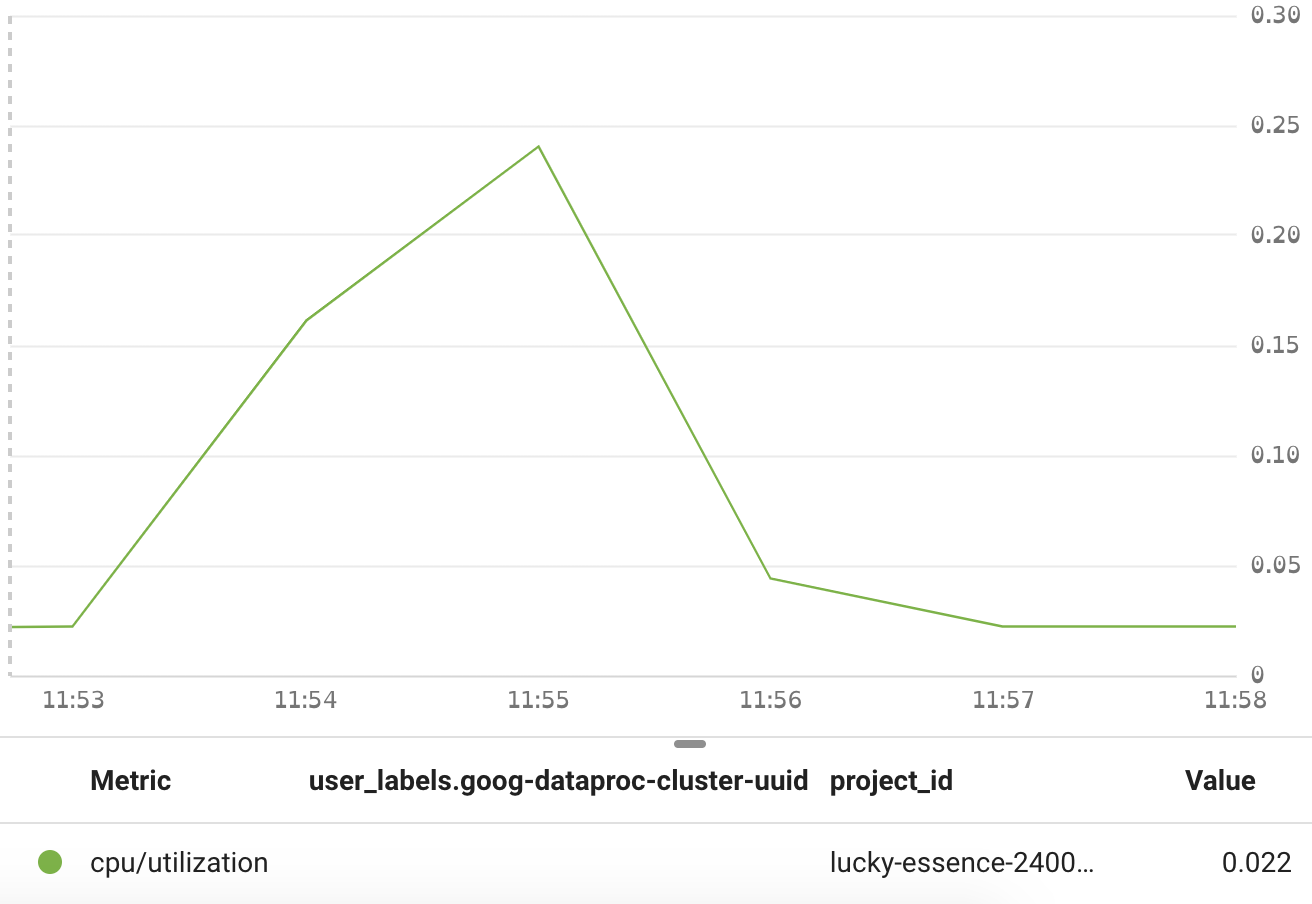 0.30
0.25
0.20
0.15
0.10
0.05
0
11:53 11:54 11:55 11:56 11:57 11:58
Metric user_labels.goog-dataproc-cluster-uuid project_id Value
cpu/utilization lucky-essence-2400... 0.022